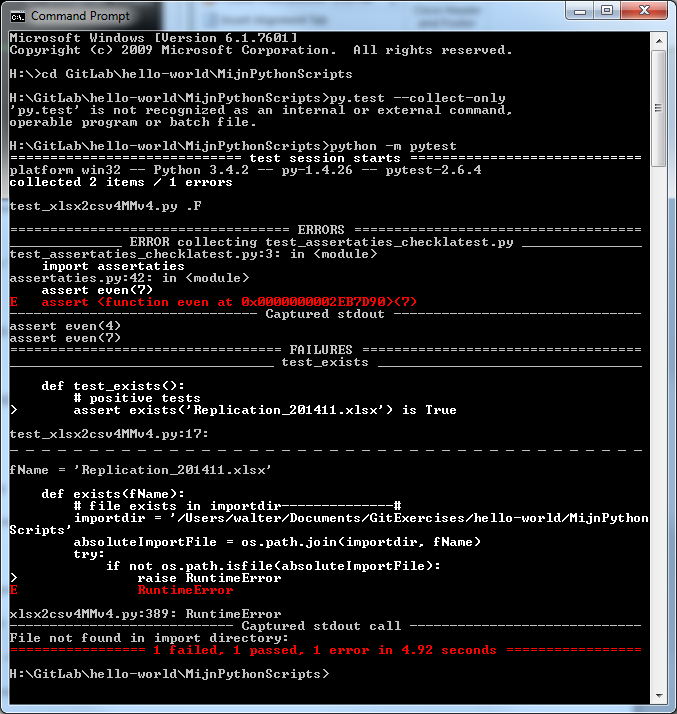 Command Prompt
Microsoft Windows [Version 6.1.7601]
Copyright (c) 2009 Microsoft Corporation.  All rights reserved.
H:\>cd GitLab\hello-world\MijnPythonScripts
H:\GitLab\hello-world\MijnPythonScripts>py.test --collect-only
'py.test' is not recognized as an internal or external command,
operable program or batch file.
H:\GitLab\hello-world\MijnPythonScripts>python -m pytest
============================= test session starts =============================
platform win32 -- Python 3.4.2 -- py-1.4.26 -- pytest-2.6.4
collected 2 items / 1 errors
test_xlsx2csv4MMv4.py .F
=================================== ERRORS ====================================
______________ ERROR collecting test_assertaties_checklatest.py _______________
test_assertaties_checklatest.py:3: in <module>
    import assertaties
assertaties.py:42: in <module>
    assert even(7)
E   assert <function even at 0x0000000002EB7D90>(7)
------------------------------- Captured stdout -------------------------------
assert even(4)
assert even(7)
================================== FAILURES ===================================
_________________________________ test_exists _________________________________
    def test_exists():
        # positive tests
>       assert exists('Replication_201411.xlsx') is True
test_xlsx2csv4MMv4.py:17:
_ _ _ _ _ _ _ _ _ _ _ _ _ _ _ _ _ _ _ _ _ _ _ _ _ _ _ _ _ _ _ _ _ _ _ _ _ _ _ _
fName = 'Replication_201411.xlsx'
    def exists(fName):
        # file exists in importdir--------------#
        importdir = '/Users/walter/Documents/GitExercises/hello-world/MijnPython
Scripts'
        absoluteImportFile = os.path.join(importdir, fName)
        try:
            if not os.path.isfile(absoluteImportFile):
>               raise RuntimeError
E               RuntimeError
xlsx2csv4MMv4.py:389: RuntimeError
---------------------------- Captured stdout call -----------------------------
File not found in import directory:
================= 1 failed, 1 passed, 1 error in 4.92 seconds =================
H:\GitLab\hello-world\MijnPythonScripts>